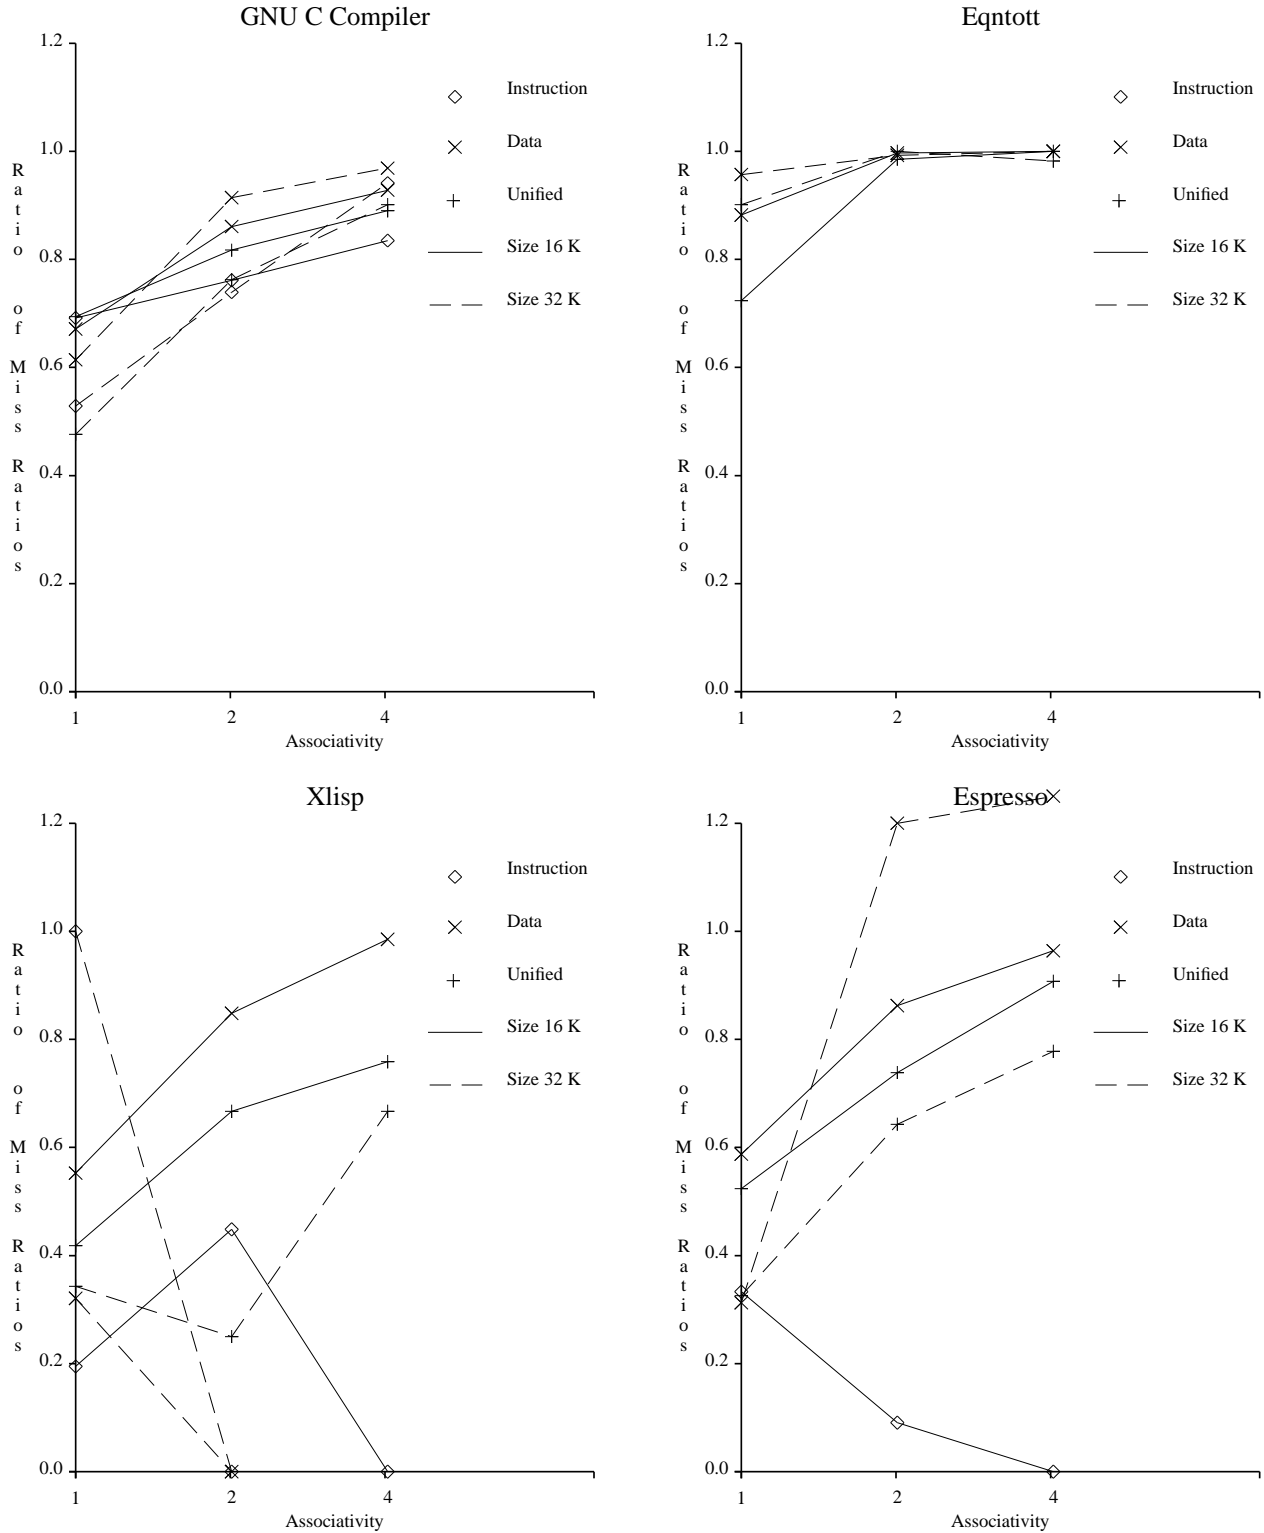 GNU C Compiler
1.2
1.0
0.8
0.6
0.4
0.2
0.0
1 2 4
Associativity
Ratio of Miss Ratios
Instruction
Data
Unified
Size 16 K
Size 32 K
Eqntott
1.2
1.0
0.8
0.6
0.4
0.2
0.0
1 2 4
Associativity
Ratio of Miss Ratios
Instruction
Data
Unified
Size 16 K
Size 32 K
Xlisp
1.2
1.0
0.8
0.6
0.4
0.2
0.0
1 2 4
Associativity
Ratio of Miss Ratios
Instruction
Data
Unified
Size 16 K
Size 32 K
Espresso
1.2
1.0
0.8
0.6
0.4
0.2
0.0
1 2 4
Associativity
Ratio of Miss Ratios
Instruction
Data
Unified
Size 16 K
Size 32 K